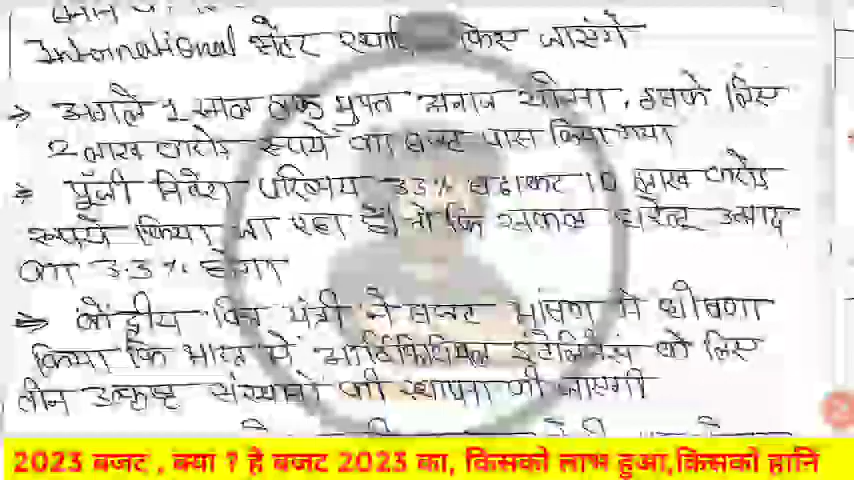 International सेंटर स्थापित किए जाएंगे
→ अगले 1 साल तक मुफ्त अनाज योजना, इसके लिए
2 लाख करोड़ रूपये का बजट पास किया गया
→ पूँजी निवेश परिव्यय 33% बढाकर 10 लाख करोड़
रूपये किया जा रहा है। जो कि सकल घरेलू उत्पाद
का 3.3% होगा
→ केंद्रीय वित्त मंत्री ने बजट भाषण में घोषणा
किया कि भारत में आर्टिफिशियल इंटेलिजेंस के लिए
तीन उत्कृष्ट संस्थानो की स्थापना की जाएगी
2023 बजट , क्या ? है बजट 2023 का, किसको लाभ हुआ,किसको हानि